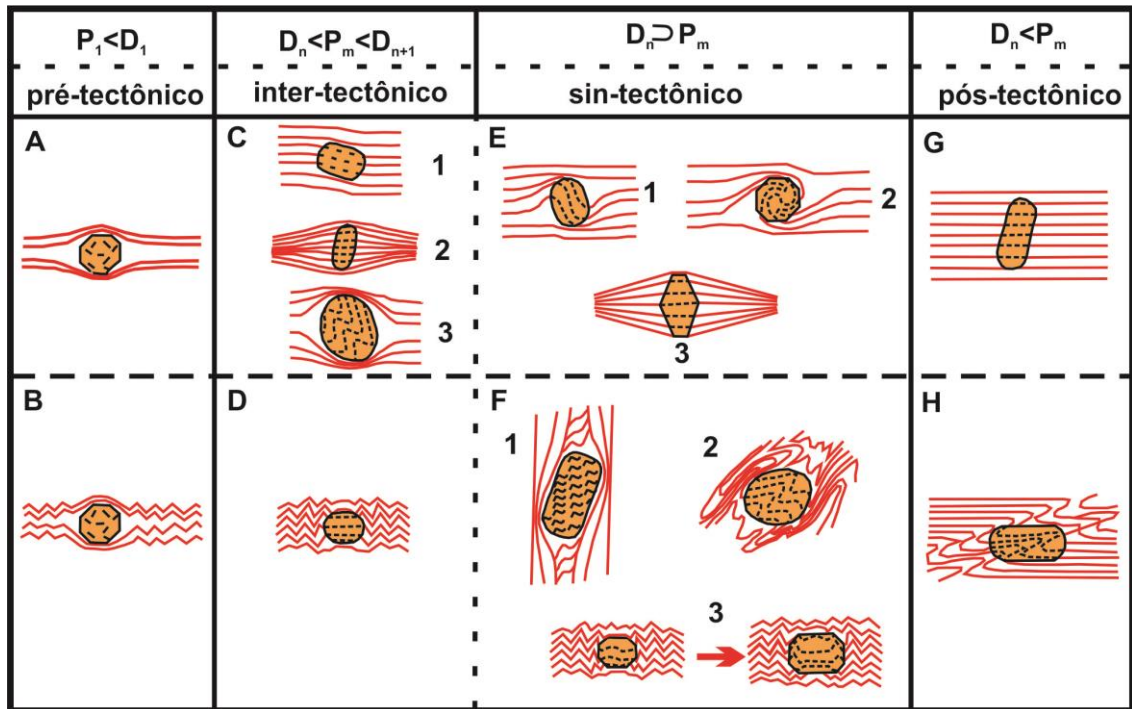 P₁<D₁
Dₙ<Pₘ<Dₙ₊₁
Dₙ⊃Pₘ
Dₙ<Pₘ
pré-tectônico
inter-tectônico
sin-tectônico
pós-tectônico
A
C
1
2
3
E
1
2
3
G
B
D
F
1
2
3
H